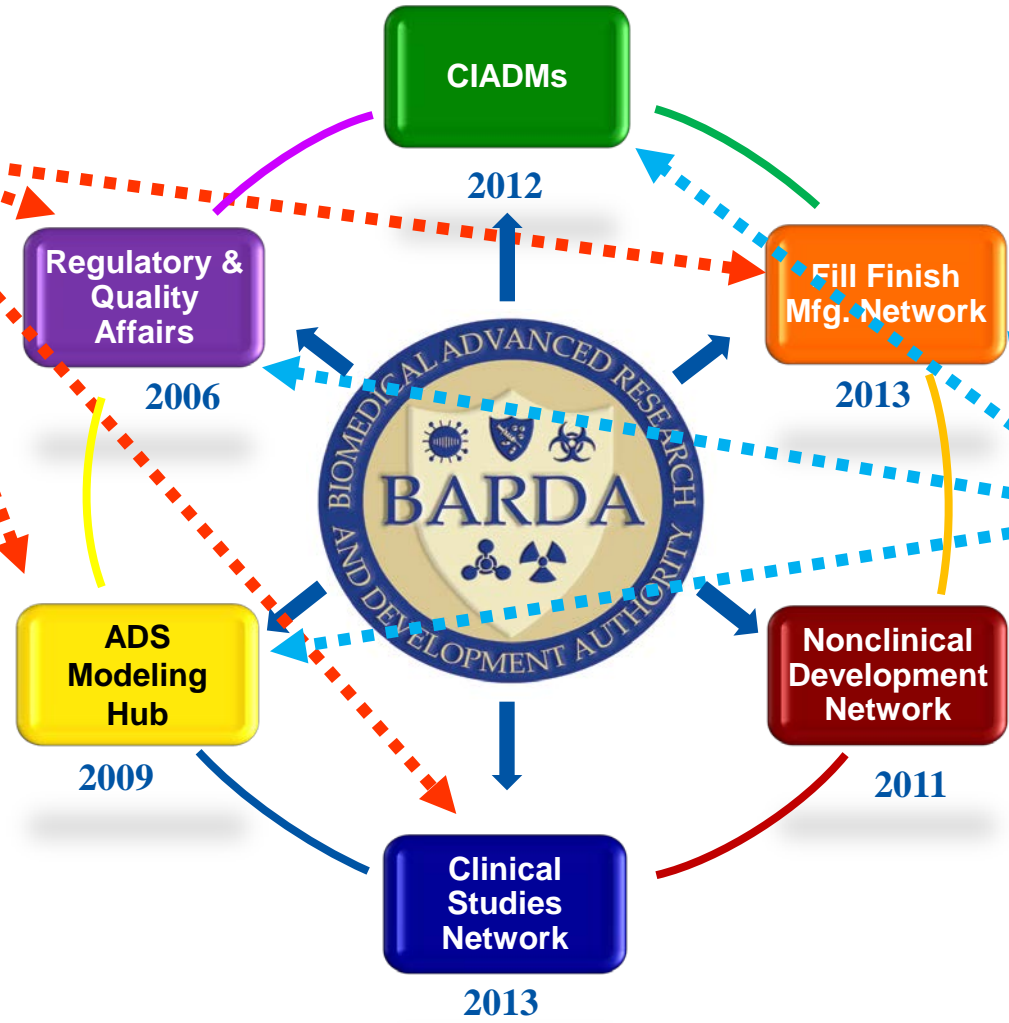 CIADMs
2012
Regulatory &
Quality
Affairs
2006
Fill Finish
Mfg. Network
2013
BIOMEDICAL ADVANCED RESEARCH
BARDA
AND DEVELOPMENT AUTHORITY
ADS
Modeling
Hub
2009
Nonclinical
Development
Network
2011
Clinical
Studies
Network
2013